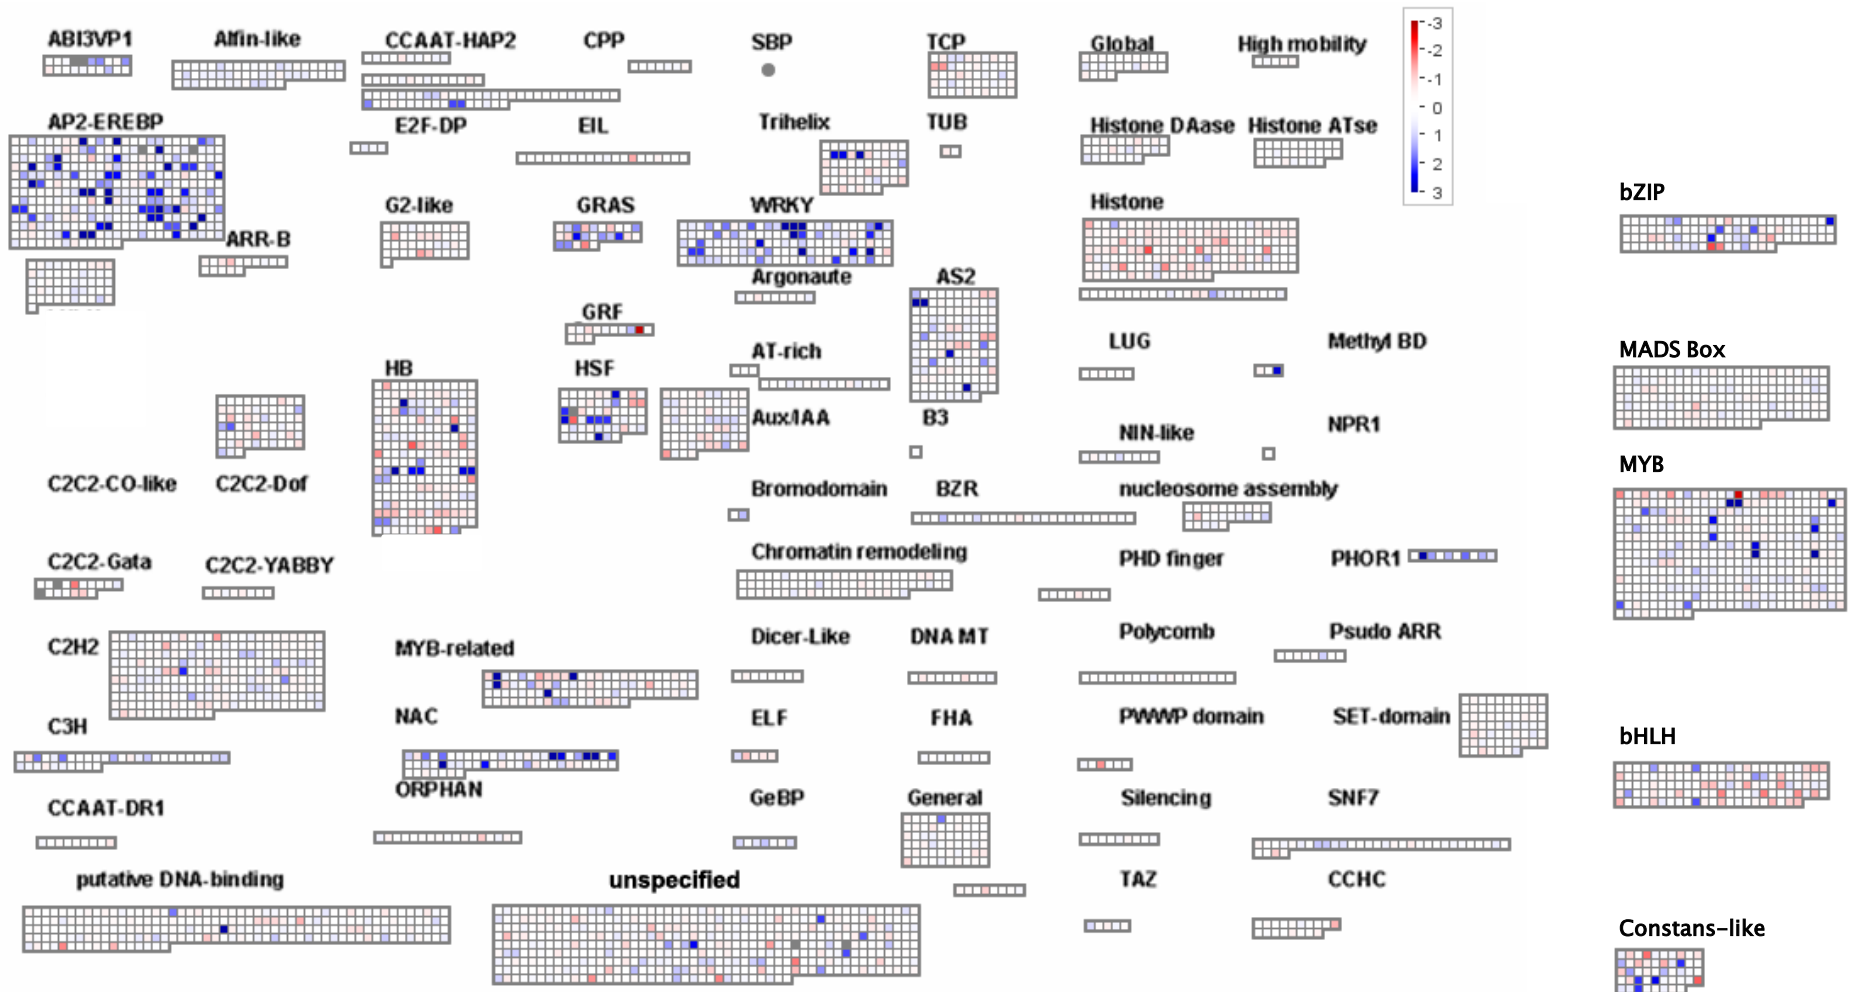 ABI3VP1
Alfin-like
CCAAT-HAP2
CPP
SBP
TCP
Global
High mobility
-3
-2
-1
0
1
2
3
AP2-EREBP
E2F-DP
EIL
Trihelix
TUB
Histone DAase
Histone ATse
bZIP
ARR-B
G2-like
GRAS
WRKY
Histone
Argonaute
AS2
GRF
AT-rich
LUG
Methyl BD
MADS Box
HB
HSF
Aux/IAA
B3
NIN-like
NPR1
MYB
C2C2-CO-like
C2C2-Dof
Bromodomain
BZR
nucleosome assembly
C2C2-Gata
C2C2-YABBY
Chromatin remodeling
PHD finger
PHOR1
C2H2
MYB-related
Dicer-Like
DNA MT
Polycomb
Psudo ARR
C3H
NAC
ELF
FHA
PWWP domain
SET-domain
bHLH
CCAAT-DR1
ORPHAN
GeBP
General
Silencing
SNF7
putative DNA-binding
unspecified
TAZ
CCHC
Constans-like